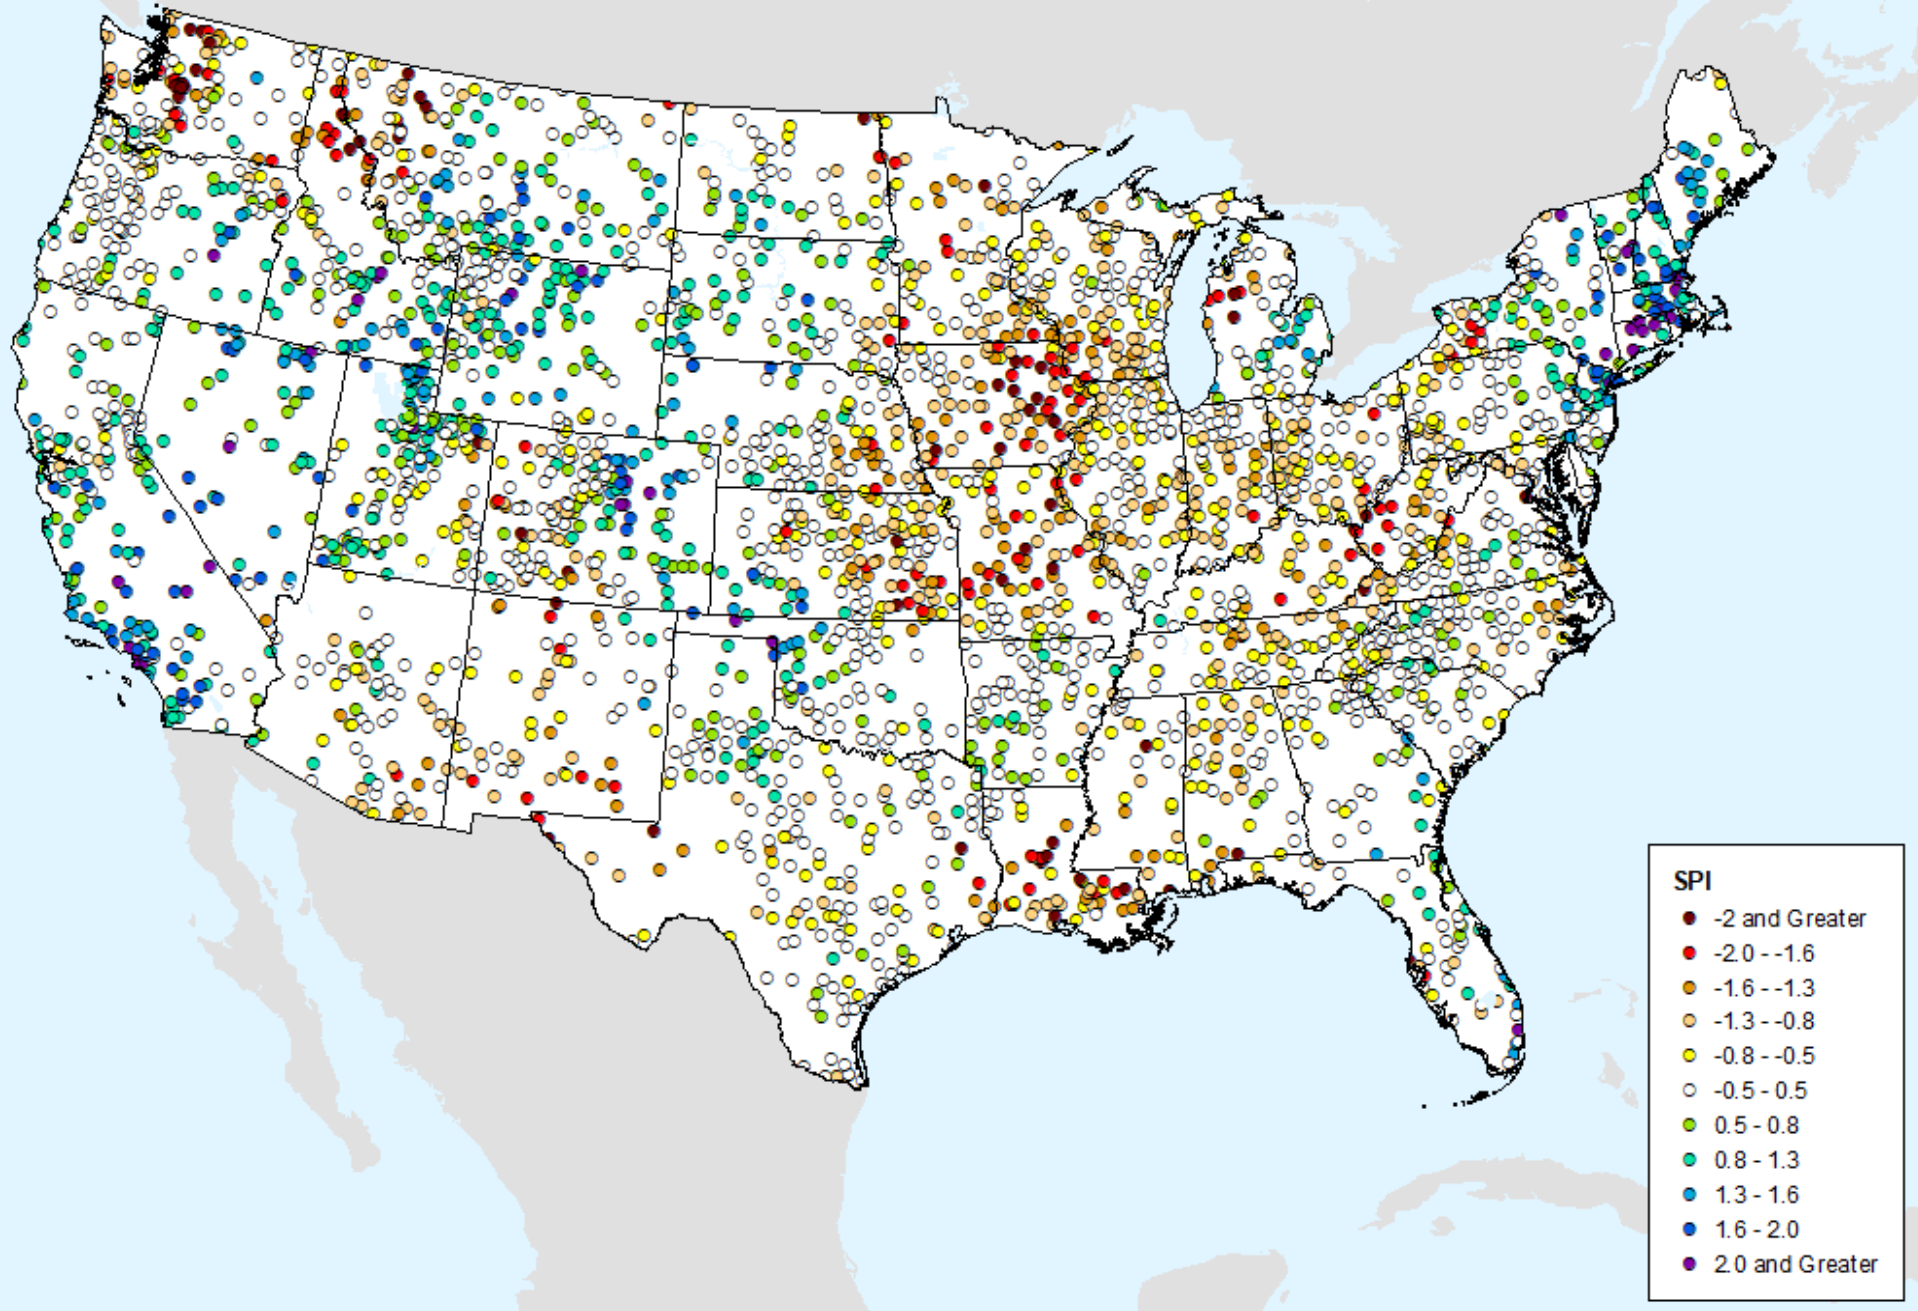 SPI
-2 and Greater
-2.0 - -1.6
-1.6 - -1.3
-1.3 - -0.8
-0.8 - -0.5
-0.5 - 0.5
0.5 - 0.8
0.8 - 1.3
1.3 - 1.6
1.6 - 2.0
2.0 and Greater